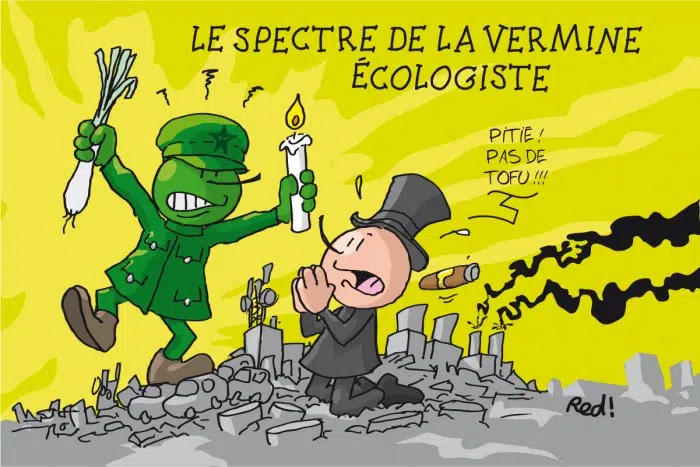 LE SPECTRE DE LA VERMINE
ÉCOLOGISTE
PITIÉ!
PAS DE
TOFU!!!
Red!